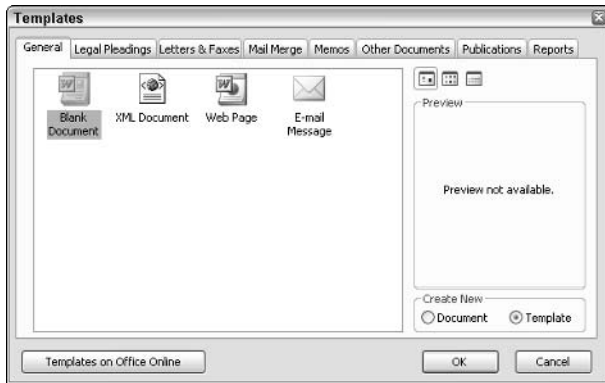 Templates
General Legal Pleadings Letters & Faxes Mail Merge Memos Other Documents Publications Reports
Blank Document
XML Document
Web Page
E-mail Message
Preview
Preview not available.
Create New
Document Template
Templates on Office Online OK Cancel